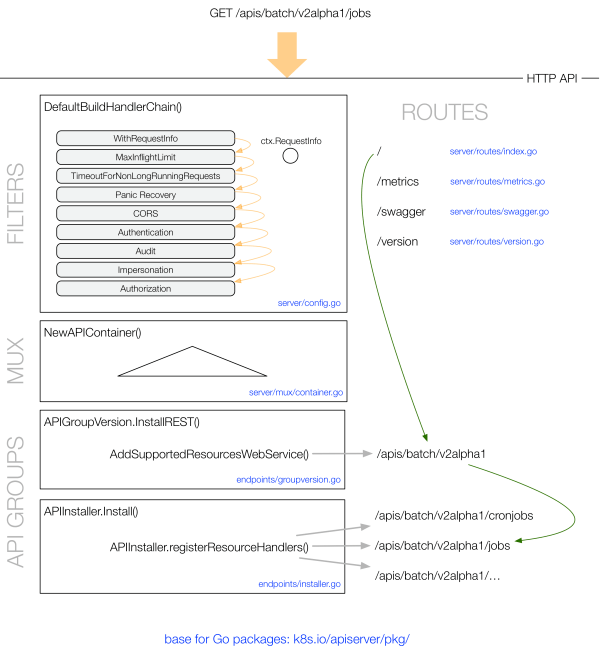 GET /apis/batch/v2alpha1/jobs
HTTP API
FILTERS
DefaultBuildHandlerChain()
WithRequestInfo
MaxInflightLimit
TimeoutForNonLongRunningRequests
Panic Recovery
CORS
Authentication
Audit
Impersonation
Authorization
ctx.RequestInfo
server/config.go
ROUTES
/ server/routes/index.go
/metrics server/routes/metrics.go
/swagger server/routes/swagger.go
/version server/routes/version.go
MUX
NewAPIContainer()
server/mux/container.go
API GROUPS
APIGroupVersion.InstallREST()
AddSupportedResourcesWebService()
/apis/batch/v2alpha1
endpoints/groupversion.go
APIInstaller.Install()
/apis/batch/v2alpha1/cronjobs
APIInstaller.registerResourceHandlers()
/apis/batch/v2alpha1/jobs
/apis/batch/v2alpha1/…
endpoints/installer.go
base for Go packages: k8s.io/apiserver/pkg/